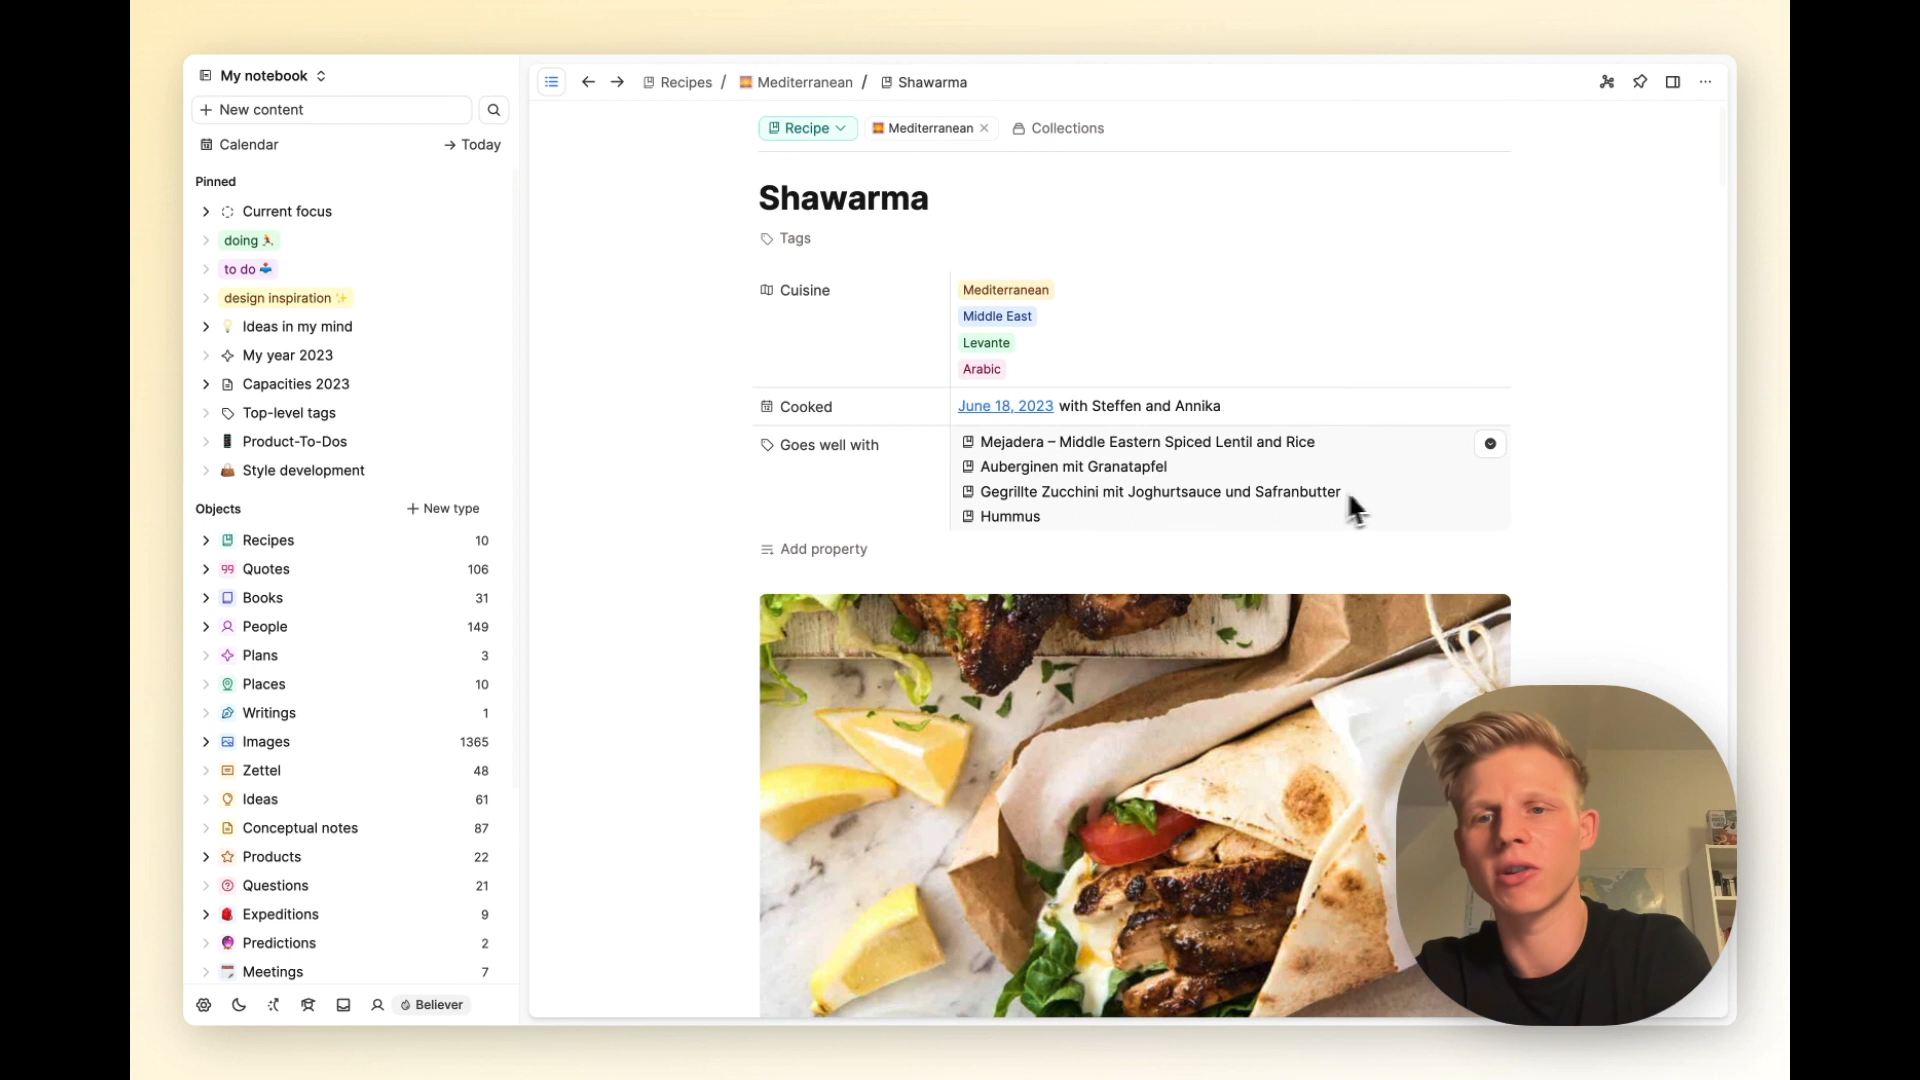 My notebook
New content
Calendar
Today
Pinned
Current focus
doing
to do
design inspiration
Ideas in my mind
My year 2023
Capacities 2023
Top-level tags
Product-To-Dos
Style development
Objects
New type
Recipes 10
Quotes 106
Books 31
People 149
Plans 3
Places 10
Writings 1
Images 1365
Zettel 48
Ideas 61
Conceptual notes 87
Products 22
Questions 21
Expeditions 9
Predictions 2
Meetings 7
Believer
Recipes / Mediterranean / Shawarma
Recipe
Mediterranean
Collections
Shawarma
Tags
Cuisine
Mediterranean
Middle East
Levante
Arabic
Cooked
June 18, 2023 with Steffen and Annika
Goes well with
Mejadera – Middle Eastern Spiced Lentil and Rice
Auberginen mit Granatapfel
Gegrillte Zucchini mit Joghurtsauce und Safranbutter
Hummus
Add property